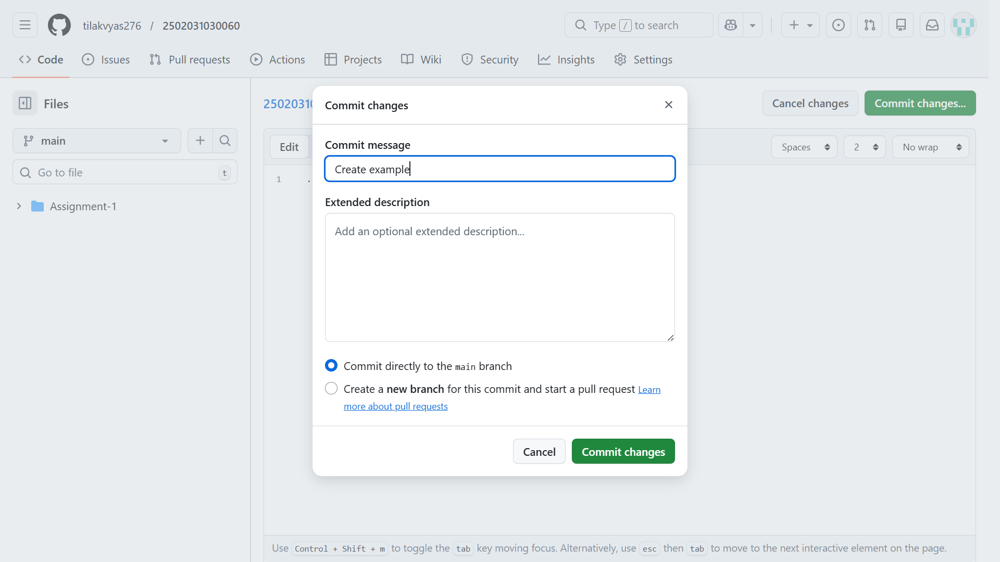 tilakvyas276 / 2502031030060
Type / to search
Code
Issues
Pull requests
Actions
Projects
Wiki
Security
Insights
Settings
Files
main
Go to file
t
Assignment-1
Cancel changes
Commit changes...
Edit
Spaces
2
No wrap
1
.
Commit changes
Commit message
Create example
Extended description
Add an optional extended description...
Commit directly to the main branch
Create a new branch for this commit and start a pull request Learn
more about pull requests
Cancel
Commit changes
Use Control + Shift + m to toggle the tab key moving focus. Alternatively, use esc then tab to move to the next interactive element on the page.